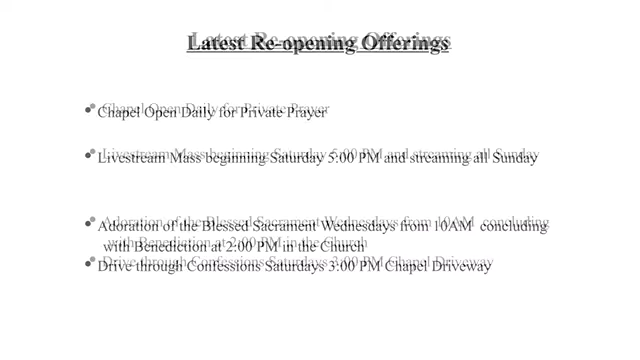 Latest Re-opening Offerings
• Chapel Open Daily for Private Prayer
• Livestream Mass beginning Saturday 5:00 PM and streaming all Sunday
• Adoration of the Blessed Sacrament Wednesdays from 10AM concluding
with Benediction at 2:00 PM in the Church
• Drive through Confessions Saturdays 3:00 PM Chapel Driveway